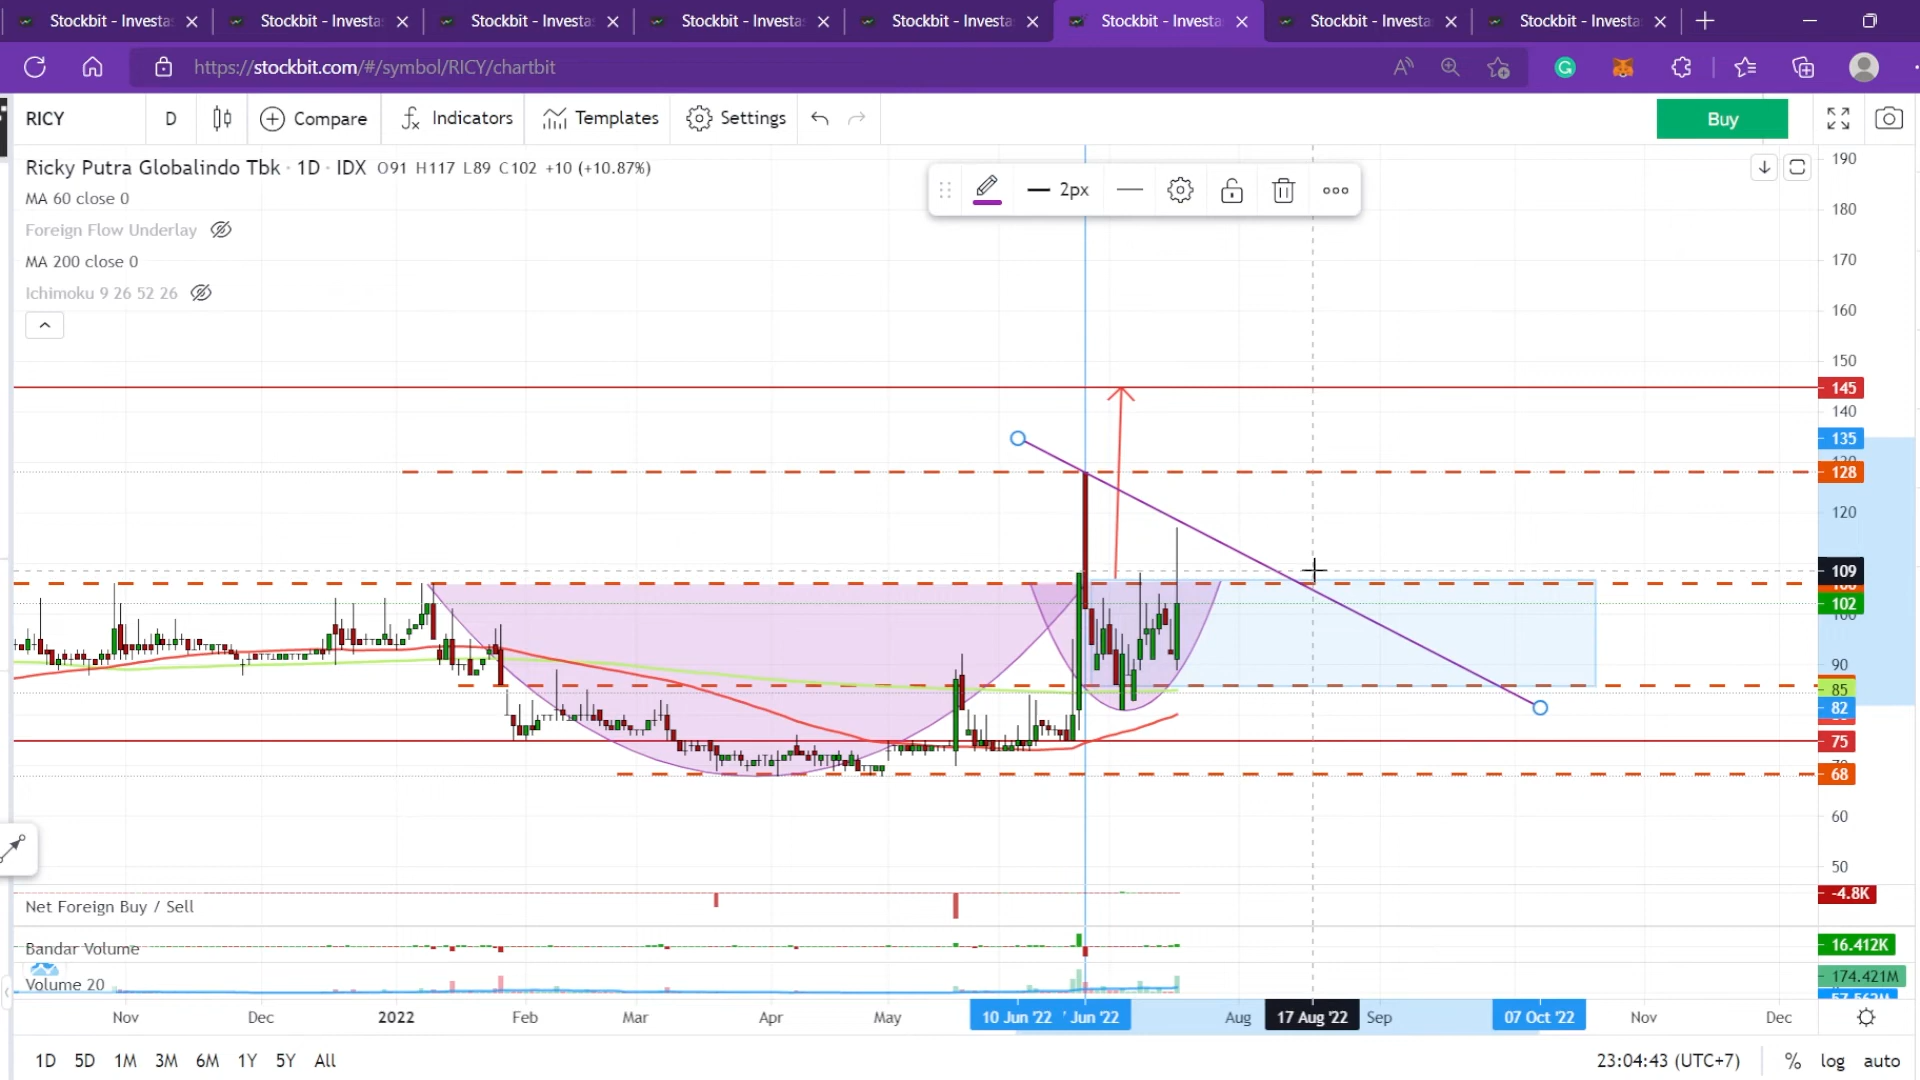 Stockbit - Investa
Stockbit - Investa
Stockbit - Investa
Stockbit - Investa
Stockbit - Investa
Stockbit - Investa
Stockbit - Investa
Stockbit - Investa
https://stockbit.com/#/symbol/RICY/chartbit
RICY D Compare Indicators Templates Settings Buy
Ricky Putra Globalindo Tbk · 1D · IDX O91 H117 L89 C102 +10 (+10.87%)
MA 60 close 0
Foreign Flow Underlay
MA 200 close 0
Ichimoku 9 26 52 26
2px
190
180
170
160
150
145
140
135
128
120
109
102
100
90
85
82
75
68
60
50
Net Foreign Buy / Sell
-4.8K
Bandar Volume
16.412K
Volume 20
174.421M
Nov Dec 2022 Feb Mar Apr May 10 Jun '22 Jun '22 Aug 17 Aug '22 Sep 07 Oct '22 Nov Dec
1D 5D 1M 3M 6M 1Y 5Y All 23:04:43 (UTC+7) % log auto